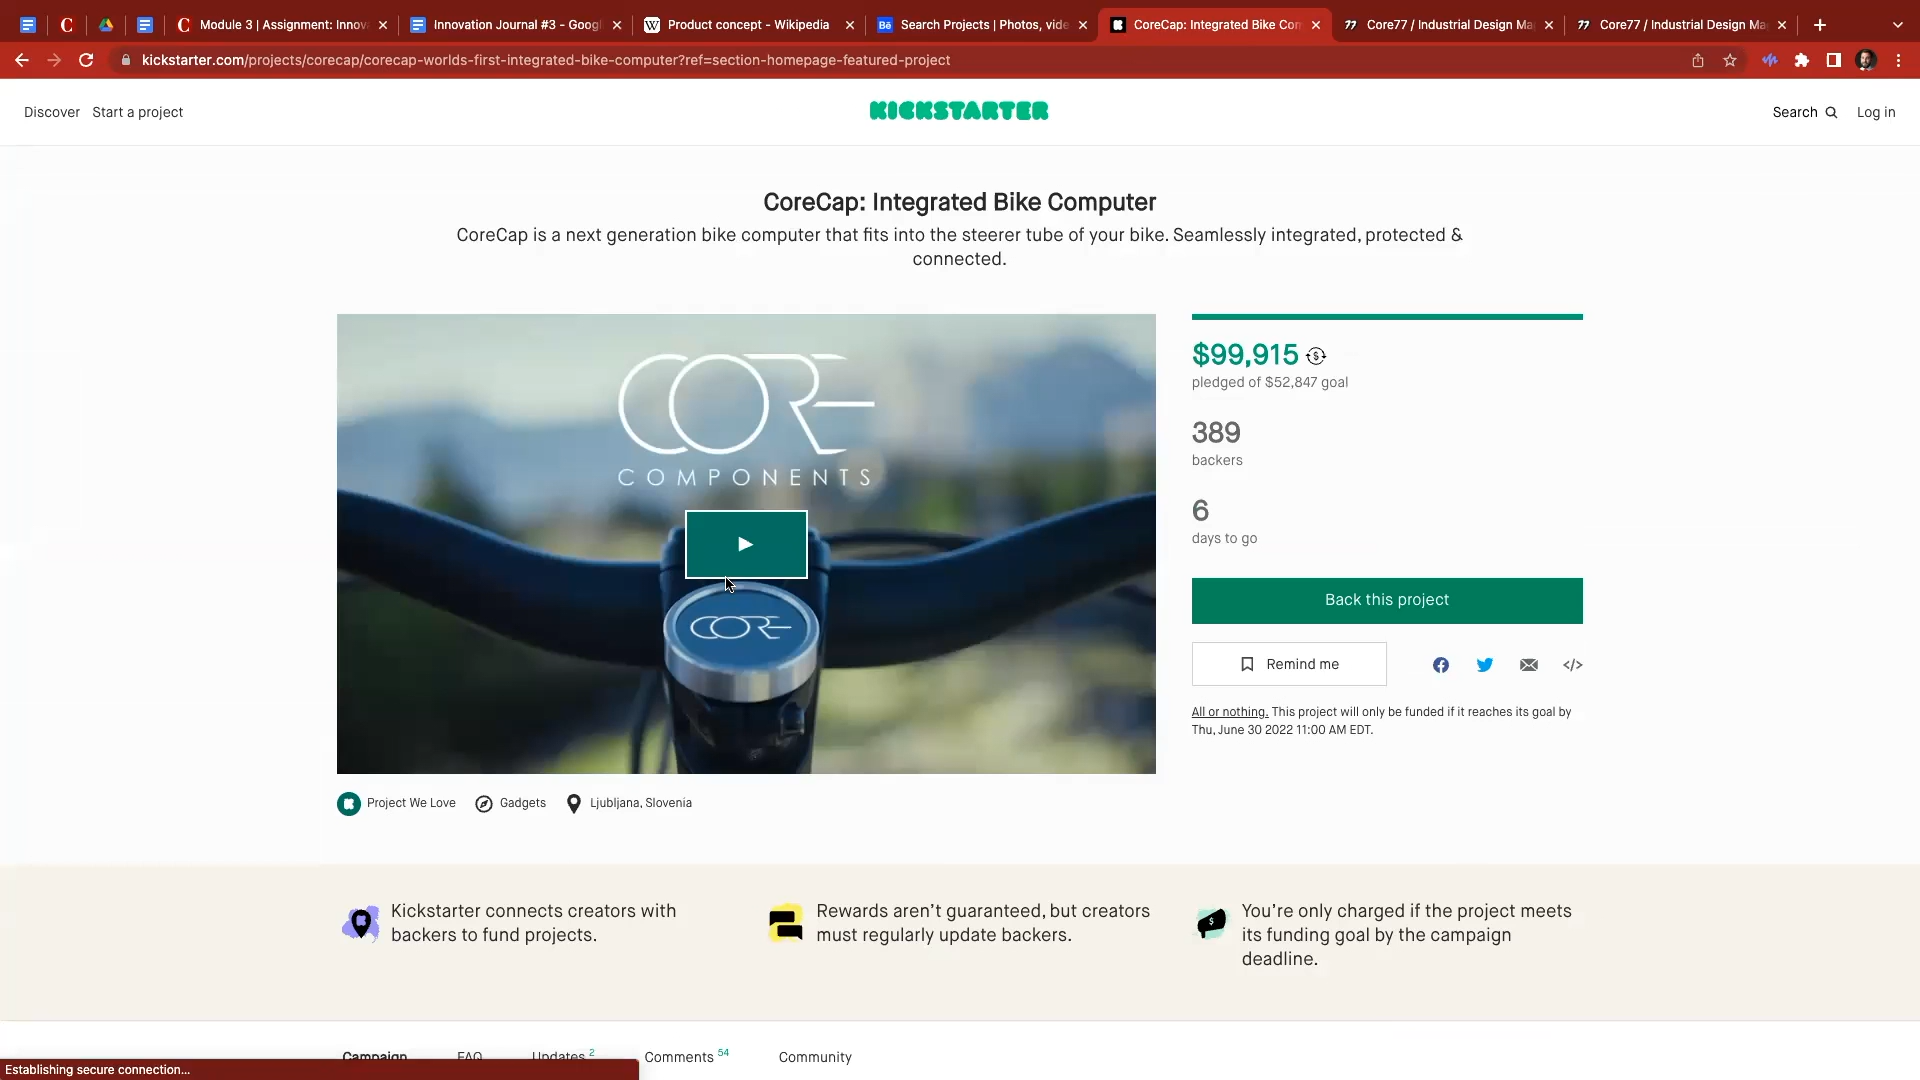 Module 3 | Assignment: Innov
Innovation Journal #3 - Googl
Product concept - Wikipedia
Search Projects | Photos, vide
CoreCap: Integrated Bike Com
Core77 / Industrial Design Ma
Core77 / Industrial Design Ma
kickstarter.com/projects/corecap/corecap-worlds-first-integrated-bike-computer?ref=section-homepage-featured-project
Discover
Start a project
KICKSTARTER
Search
Log in
CoreCap: Integrated Bike Computer
CoreCap is a next generation bike computer that fits into the steerer tube of your bike. Seamlessly integrated, protected &
connected.
CORE
COMPONENTS
CORE
$99,915
pledged of $52,847 goal
389
backers
6
days to go
Back this project
Remind me
All or nothing. This project will only be funded if it reaches its goal by
Thu, June 30 2022 11:00 AM EDT.
Project We Love
Gadgets
Ljubljana, Slovenia
Kickstarter connects creators with
backers to fund projects.
Rewards aren't guaranteed, but creators
must regularly update backers.
You're only charged if the project meets
its funding goal by the campaign
deadline.
Campaign
FAQ
Updates 2
Comments 54
Community
Establishing secure connection...